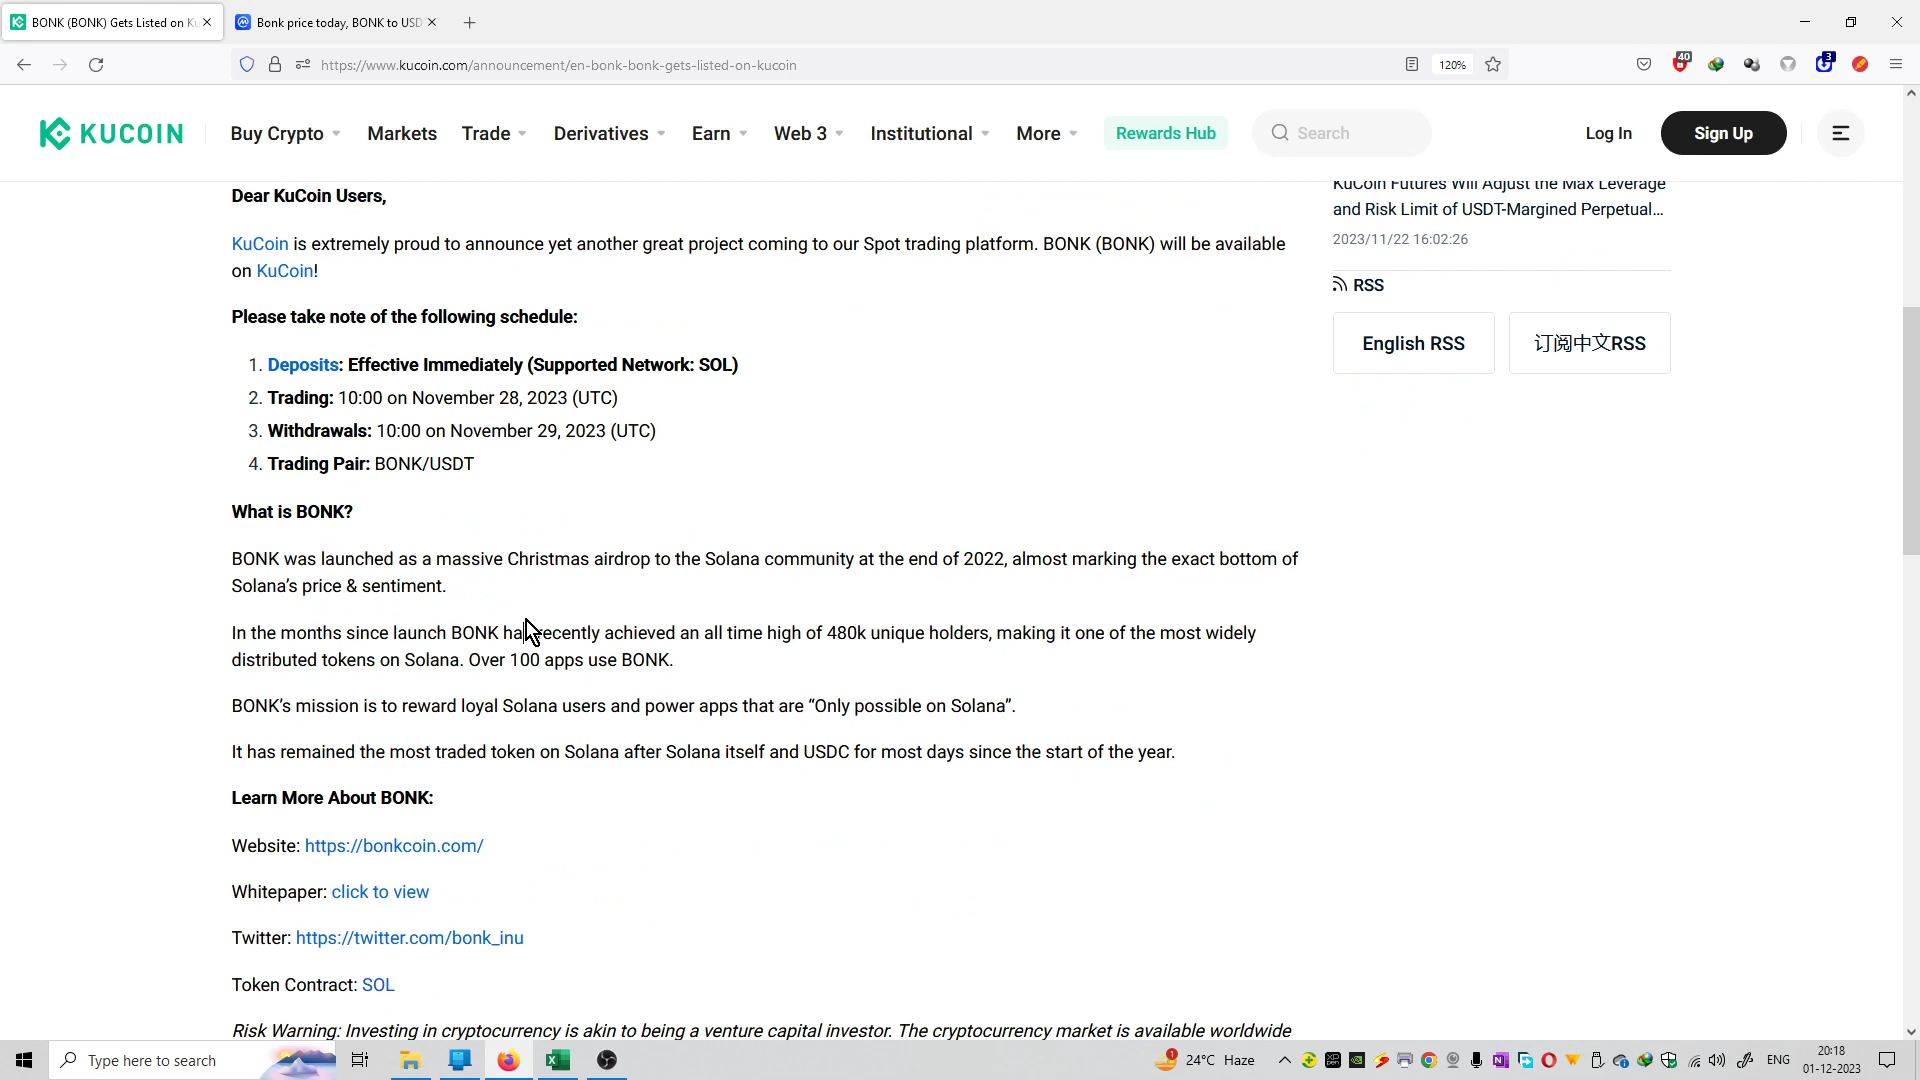 BONK (BONK) Gets Listed on Ku
Bonk price today, BONK to USD
https://www.kucoin.com/announcement/en-bonk-bonk-gets-listed-on-kucoin
120%
40
3
KUCOIN
Buy Crypto
Markets
Trade
Derivatives
Earn
Web 3
Institutional
More
Rewards Hub
Search
Log In
Sign Up
Dear KuCoin Users,
KuCoin is extremely proud to announce yet another great project coming to our Spot trading platform. BONK (BONK) will be available
on KuCoin!
Please take note of the following schedule:
1. Deposits: Effective Immediately (Supported Network: SOL)
2. Trading: 10:00 on November 28, 2023 (UTC)
3. Withdrawals: 10:00 on November 29, 2023 (UTC)
4. Trading Pair: BONK/USDT
What is BONK?
BONK was launched as a massive Christmas airdrop to the Solana community at the end of 2022, almost marking the exact bottom of
Solana's price & sentiment.
In the months since launch BONK ha recently achieved an all time high of 480k unique holders, making it one of the most widely
distributed tokens on Solana. Over 100 apps use BONK.
BONK's mission is to reward loyal Solana users and power apps that are “Only possible on Solana”.
It has remained the most traded token on Solana after Solana itself and USDC for most days since the start of the year.
Learn More About BONK:
Website: https://bonkcoin.com/
Whitepaper: click to view
Twitter: https://twitter.com/bonk_inu
Token Contract: SOL
Risk Warning: Investing in cryptocurrency is akin to being a venture capital investor. The cryptocurrency market is available worldwide
KuCoin Futures Will Adjust the Max Leverage
and Risk Limit of USDT-Margined Perpetual...
2023/11/22 16:02:26
RSS
English RSS
订阅中文RSS
Type here to search
1
24°C Haze
ENG
20:18
01-12-2023